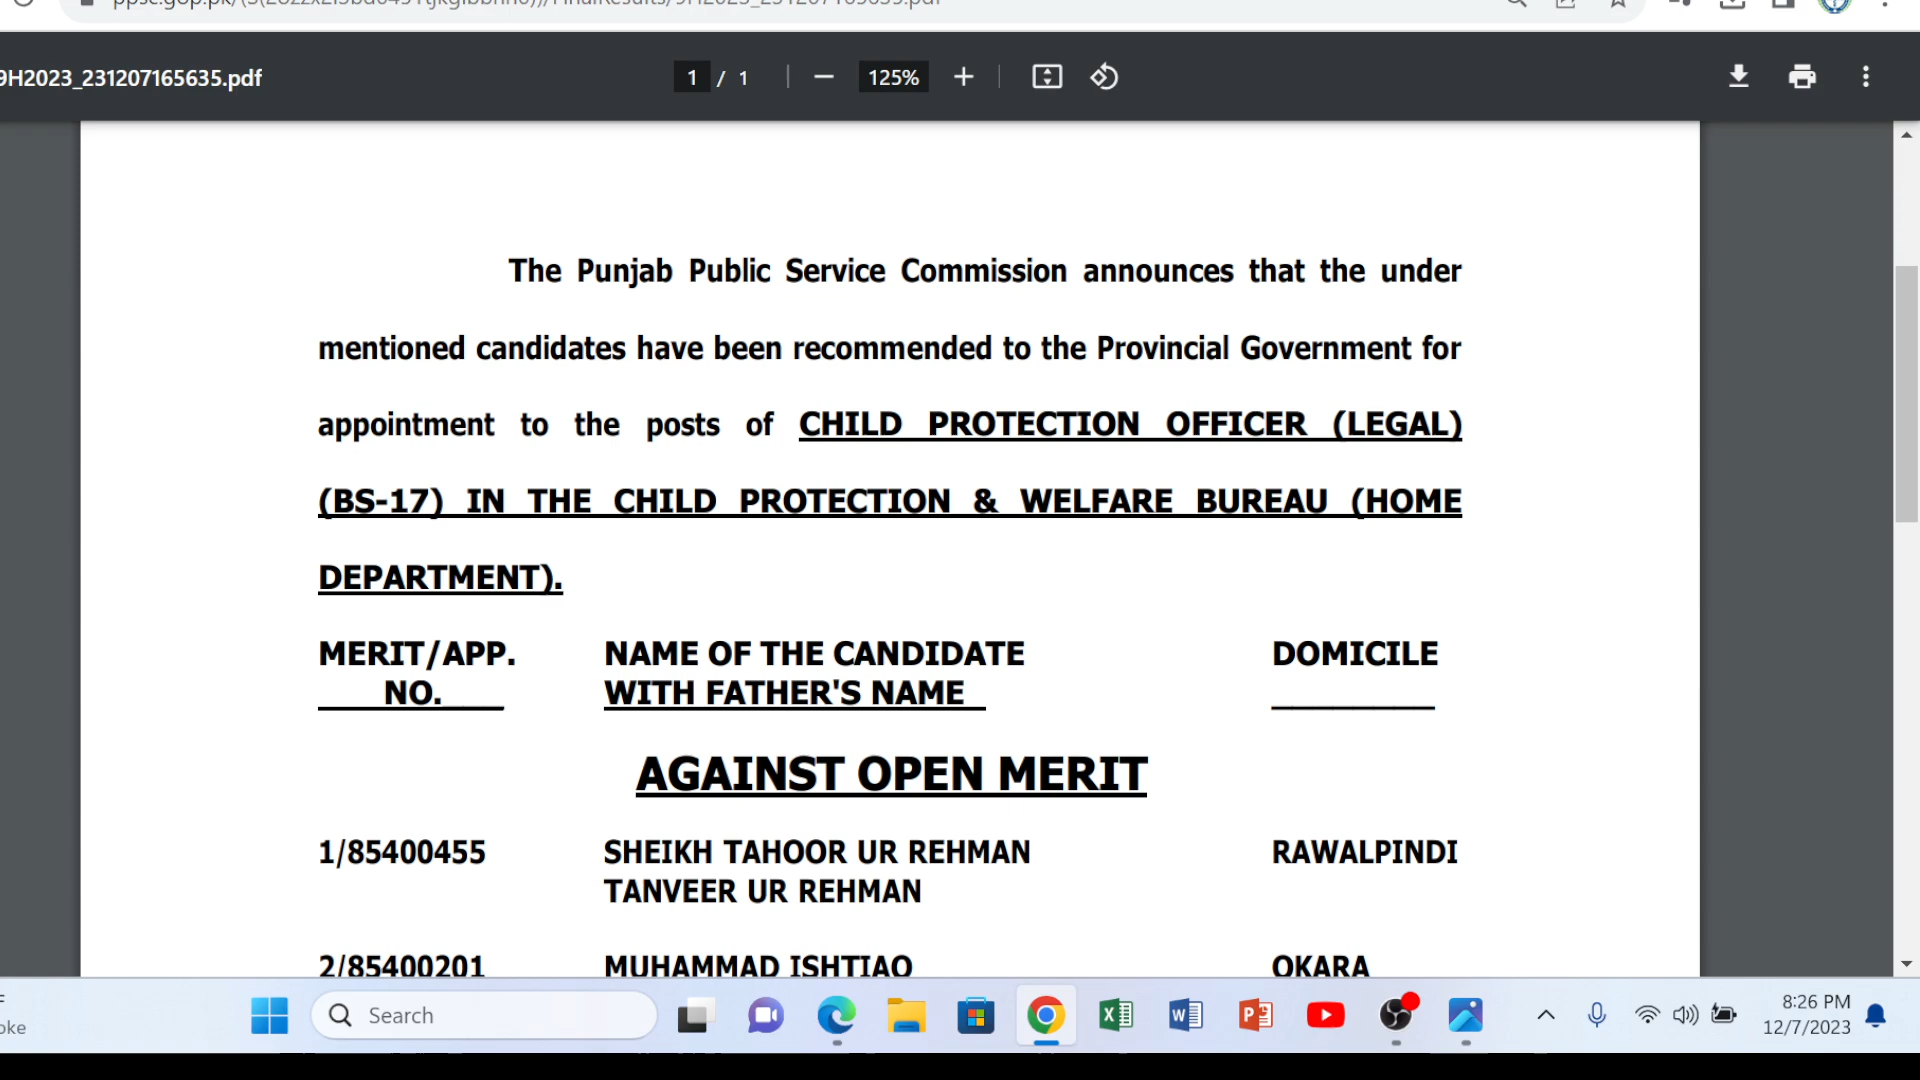 9H2023_231207165635.pdf
1 / 1
125%
The Punjab Public Service Commission announces that the under
mentioned candidates have been recommended to the Provincial Government for
appointment to the posts of CHILD PROTECTION OFFICER (LEGAL)
(BS-17) IN THE CHILD PROTECTION & WELFARE BUREAU (HOME
DEPARTMENT).
MERIT/APP. NAME OF THE CANDIDATE DOMICILE
NO. WITH FATHER'S NAME
AGAINST OPEN MERIT
1/85400455 SHEIKH TAHOOR UR REHMAN RAWALPINDI
TANVEER UR REHMAN
2/85400201 MUHAMMAD ISHTIAQ OKARA
oke
Search
8:26 PM
12/7/2023